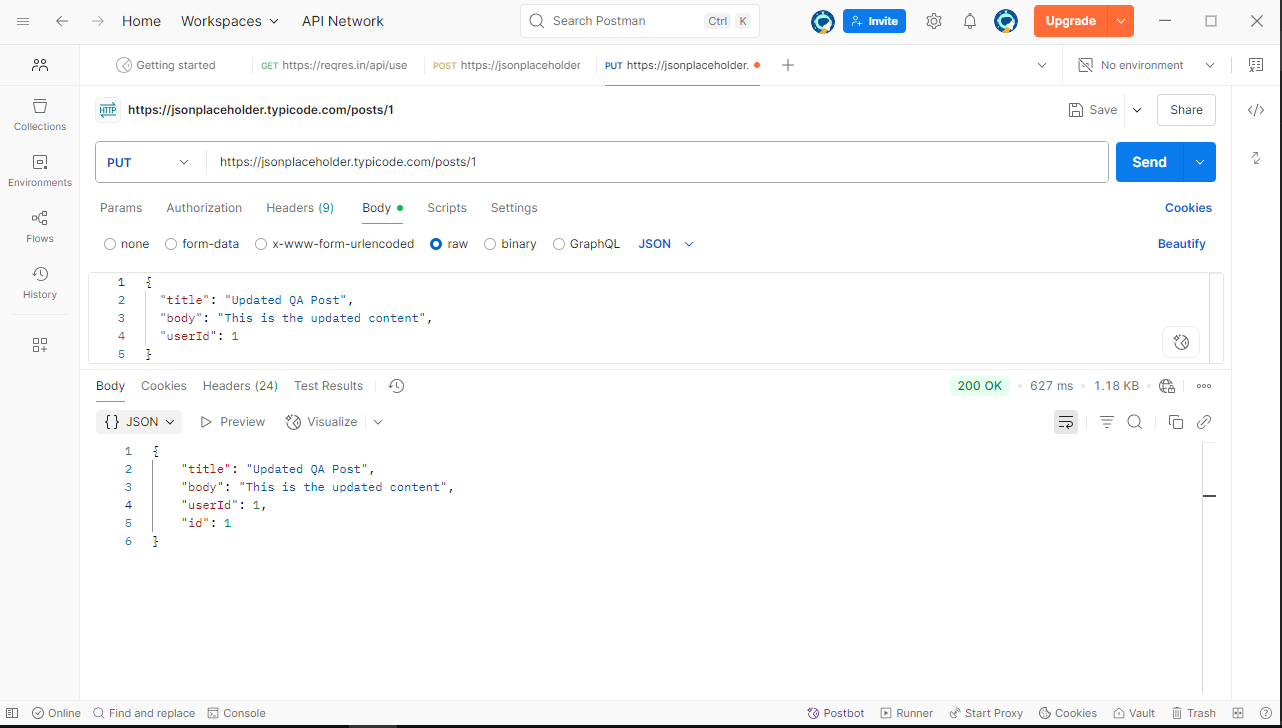 Home Workspaces API Network Search Postman Ctrl K Invite Upgrade
Getting started GET https://reqres.in/api/use POST https://jsonplaceholder PUT https://jsonplaceholder. No environment
HTTP https://jsonplaceholder.typicode.com/posts/1 Save Share
Collections
Environments
Flows
History
PUT https://jsonplaceholder.typicode.com/posts/1 Send
Params Authorization Headers (9) Body Scripts Settings Cookies
none form-data x-www-form-urlencoded raw binary GraphQL JSON Beautify
1 {
2 "title": "Updated QA Post",
3 "body": "This is the updated content",
4 "userId": 1
5 }
Body Cookies Headers (24) Test Results 200 OK • 627 ms • 1.18 KB •
{} JSON Preview Visualize
1 {
2 "title": "Updated QA Post",
3 "body": "This is the updated content",
4 "userId": 1,
5 "id": 1
6 }
Online Find and replace Console Postbot Runner Start Proxy Cookies Vault Trash